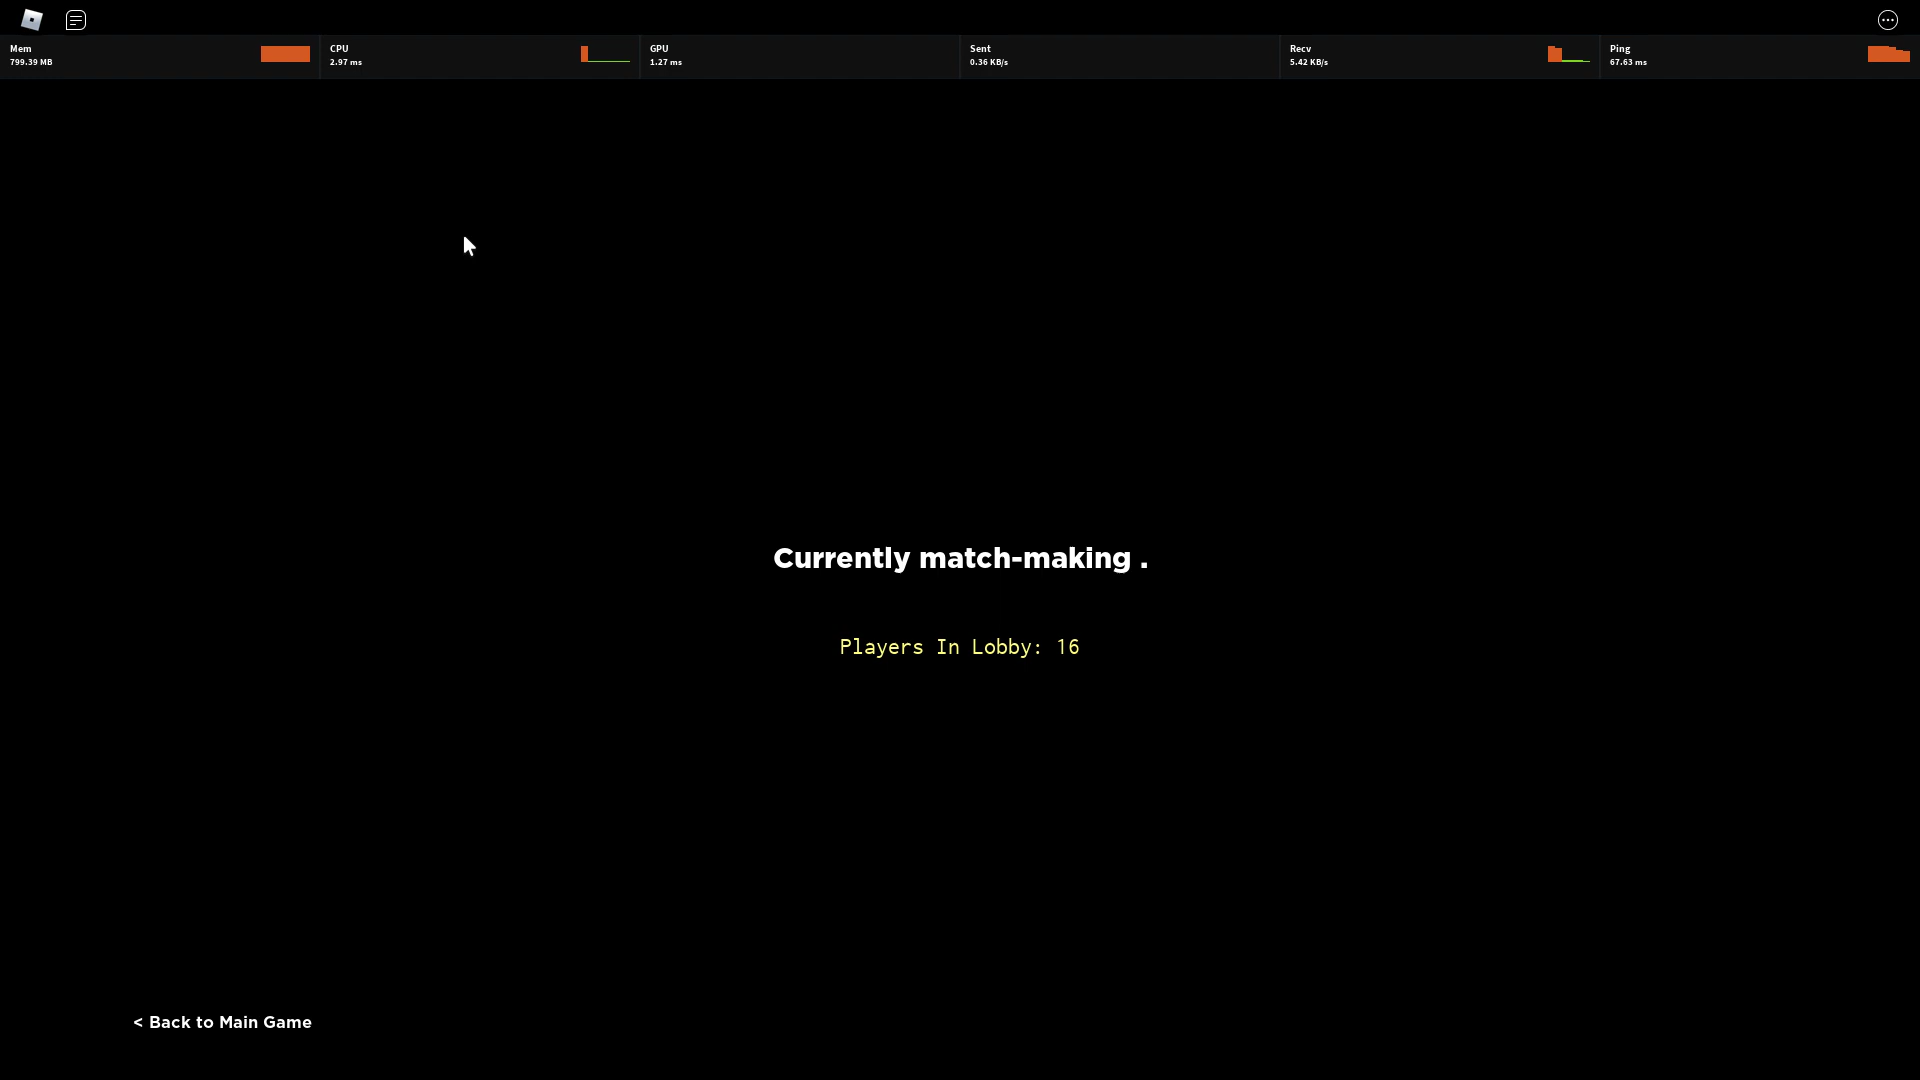 Mem
799.39 MB
CPU
2.97 ms
GPU
1.27 ms
Sent
0.36 KB/s
Recv
5.42 KB/s
Ping
67.63 ms
Currently match-making .
Players In Lobby: 16
< Back to Main Game